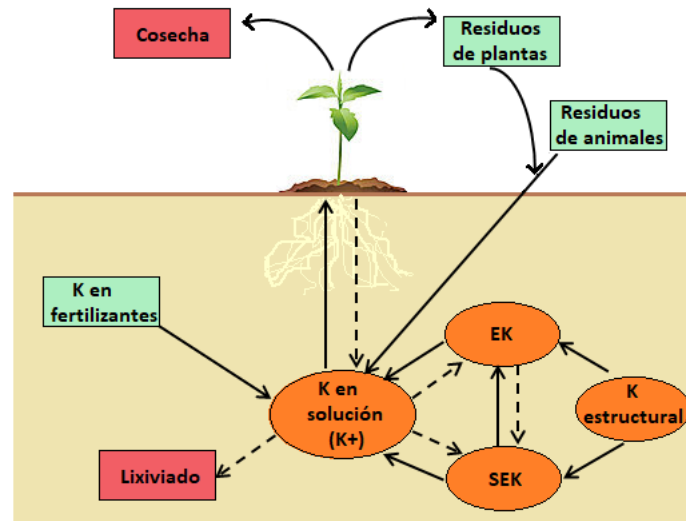 Cosecha
Residuos
de plantas
Residuos
de animales
K en
fertilizantes
EK
K
estructural
K en
solución
(K+)
Lixiviado
SEK